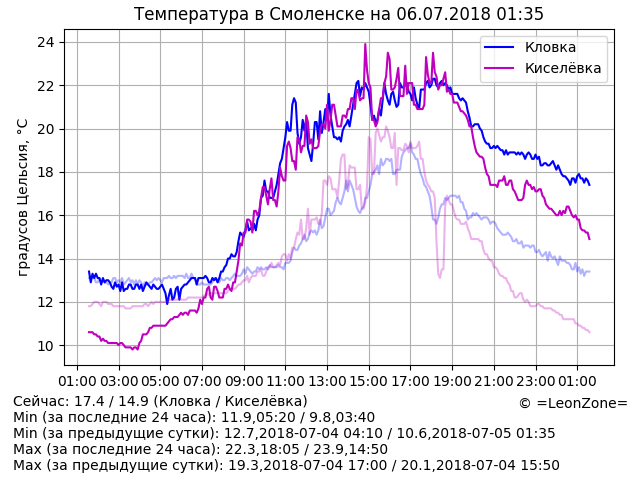 Температура в Смоленске на 06.07.2018 01:35
Кловка
Киселёвка
градусов Цельсия, °C
24
22
20
18
16
14
12
10
01:00 03:00 05:00 07:00 09:00 11:00 13:00 15:00 17:00 19:00 21:00 23:00 01:00
Сейчас: 17.4 / 14.9 (Кловка / Киселёвка)
© =LeonZone=
Min (за последние 24 часа): 11.9,05:20 / 9.8,03:40
Min (за предыдущие сутки): 12.7,2018-07-04 04:10 / 10.6,2018-07-05 01:35
Max (за последние 24 часа): 22.3,18:05 / 23.9,14:50
Max (за предыдущие сутки): 19.3,2018-07-04 17:00 / 20.1,2018-07-04 15:50